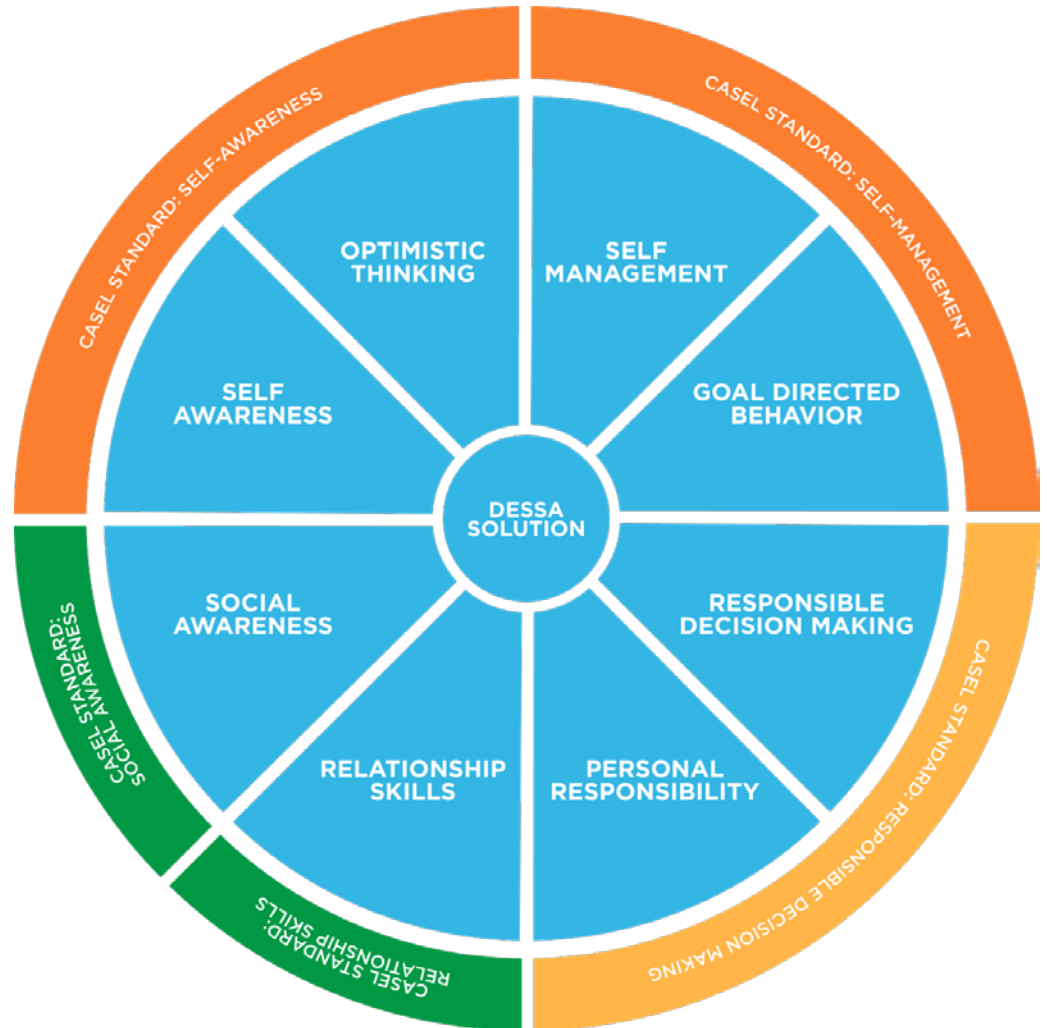 CASEL STANDARD: SELF-AWARENESS
CASEL STANDARD: SELF-MANAGEMENT
OPTIMISTIC
THINKING
SELF
MANAGEMENT
SELF
AWARENESS
GOAL DIRECTED
BEHAVIOR
DESSA
SOLUTION
SOCIAL
AWARENESS
RESPONSIBLE
DECISION MAKING
RELATIONSHIP
SKILLS
PERSONAL
RESPONSIBILITY
CASEL STANDARD:
SOCIAL AWARENESS
CASEL STANDARD:
RELATIONSHIP SKILLS
CASEL STANDARD: RESPONSIBLE DECISION MAKING